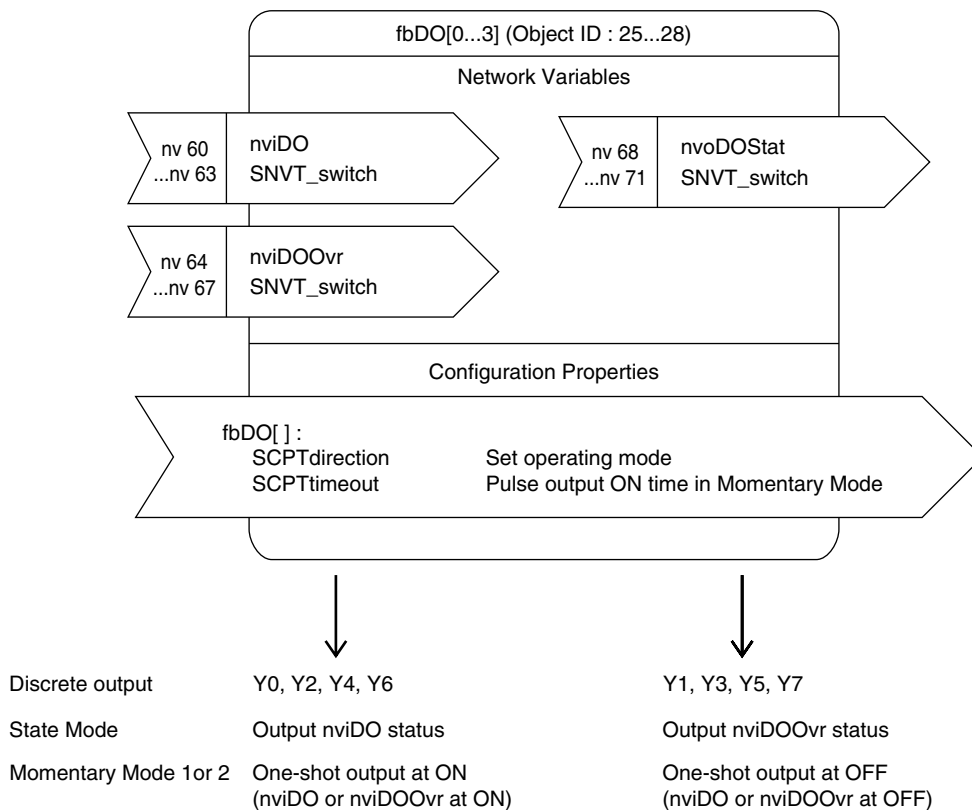 fbDO[0...3] (Object ID : 25...28)
Network Variables
nv 60
...nv 63
nviDO
SNVT_switch
nv 68
...nv 71
nvoDOStat
SNVT_switch
nv 64
...nv 67
nviDOOvr
SNVT_switch
Configuration Properties
fbDO[ ] :
SCPTdirection Set operating mode
SCPTtimeout Pulse output ON time in Momentary Mode
Discrete output Y0, Y2, Y4, Y6 Y1, Y3, Y5, Y7
State Mode Output nviDO status Output nviDOOvr status
Momentary Mode 1or 2 One-shot output at ON One-shot output at OFF
(nviDO or nviDOOvr at ON) (nviDO or nviDOOvr at OFF)